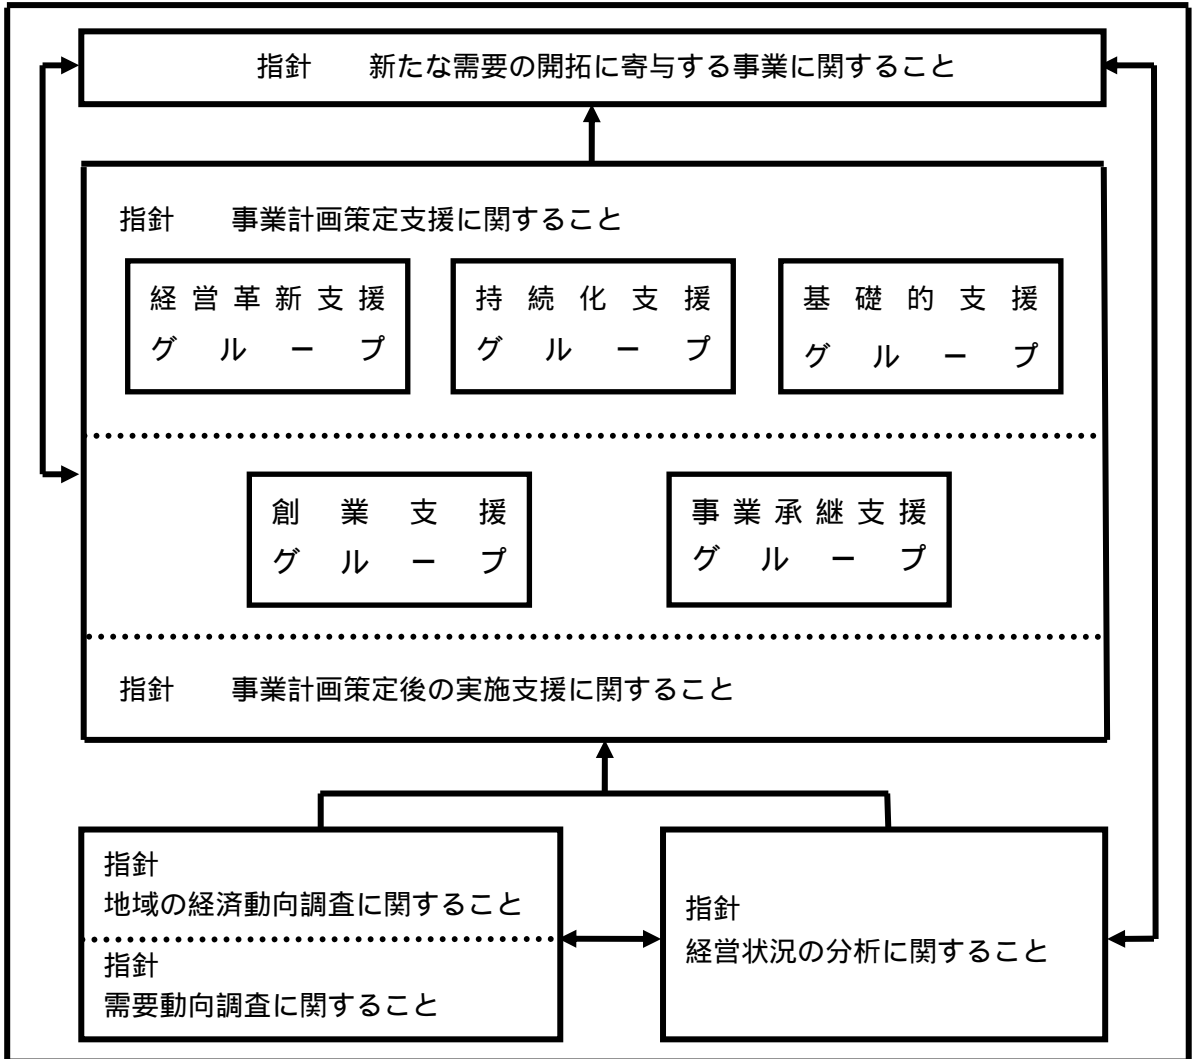 指針　　新たな需要の開拓に寄与する事業に関すること
指針　　事業計画策定支援に関すること
経営革新支援
グループ
持続化支援
グループ
基礎的支援
グループ
創業支援
グループ
事業承継支援
グループ
指針　　事業計画策定後の実施支援に関すること
指針
地域の経済動向調査に関すること
指針
需要動向調査に関すること
指針
経営状況の分析に関すること